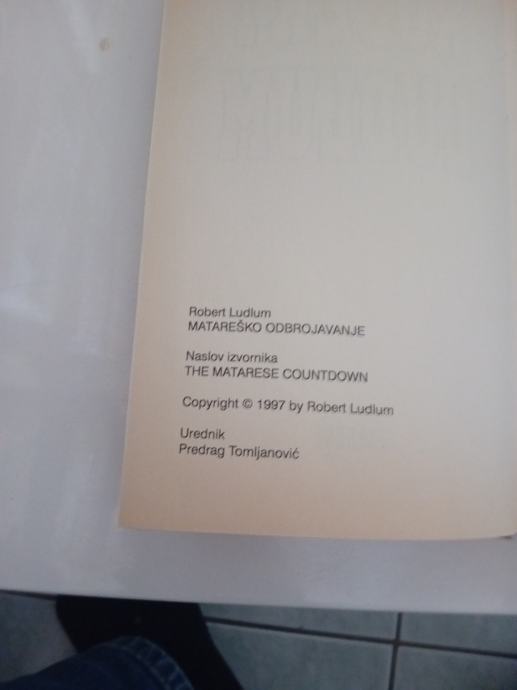 Robert Ludlum
MATAREŠKO ODBROJAVANJE
Naslov izvornika
THE MATARESE COUNTDOWN
Copyright © 1997 by Robert Ludlum
Urednik
Predrag Tomljanović